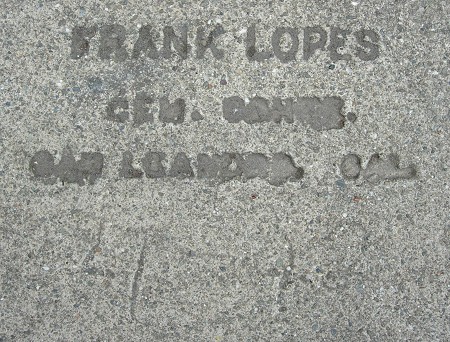 FRANK LOPES
CEM. CONTR.
SAN LEANDRO, CAL.